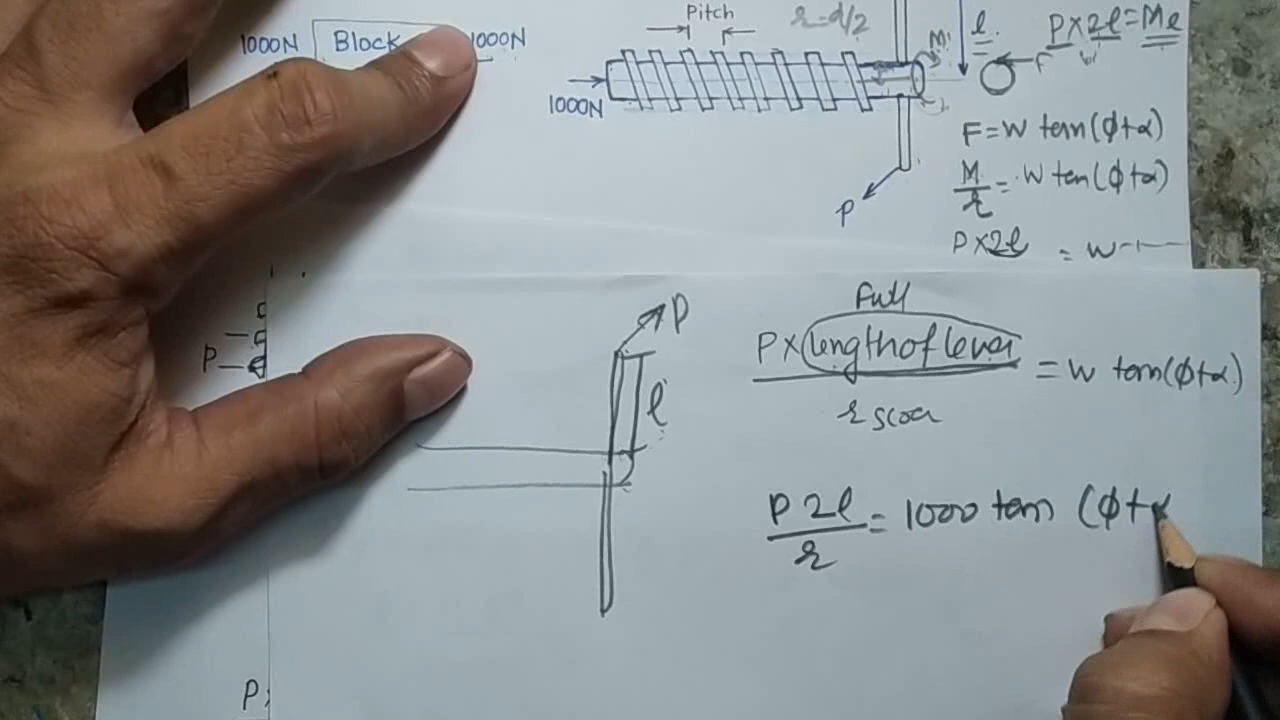 Pitch
r=d/2
1000N Block 1000N
M
l
P×2l=Ml
F
1000N
F=W tan(ϕ+α)
M/r = W tan(ϕ+α)
P
P×2l = W
Full
P
P×length of lever / r = W tan(ϕ+α)
P
l
P 2l / r = 1000 tan (ϕ+α
P